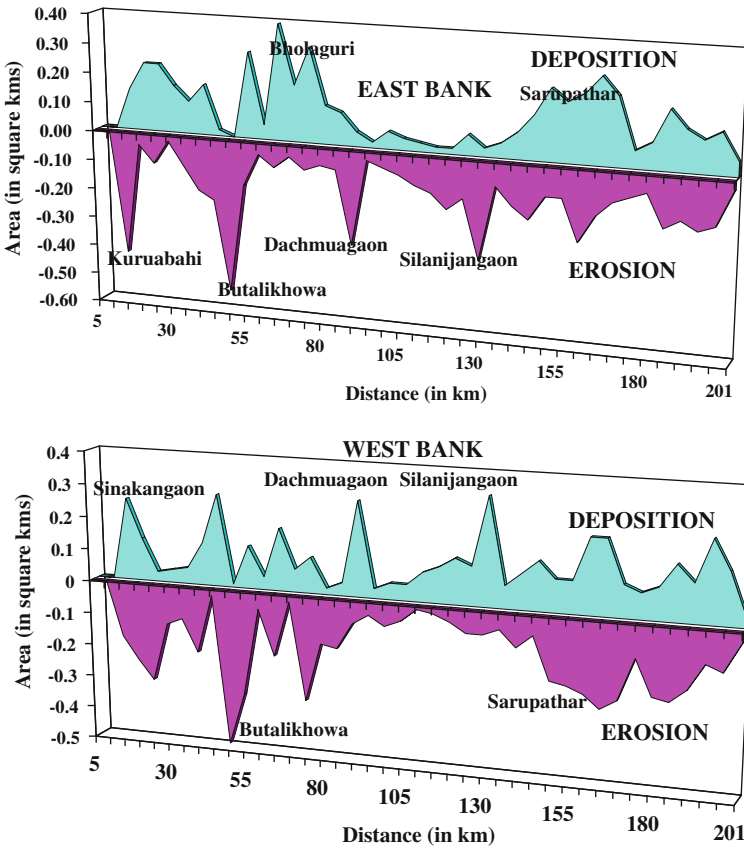 0.40
0.30
0.20
0.10
0.00
-0.10
-0.20
-0.30
-0.40
-0.50
-0.60
Area (in square kms)
Bholaguri
DEPOSITION
EAST BANK
Sarupathar
Kuruabahi
Dachmuagaon
Silanijangaon
EROSION
Butalikhowa
5
30
55
80
105
130
155
180
201
Distance (in km)
WEST BANK
0.4
0.3
0.2
0.1
0
-0.1
-0.2
-0.3
-0.4
-0.5
Area (in square kms)
Sinakangaon
Dachmuagaon
Silanijangaon
DEPOSITION
Sarupathar
Butalikhowa
EROSION
5
30
55
80
105
130
155
180
201
Distance (in km)